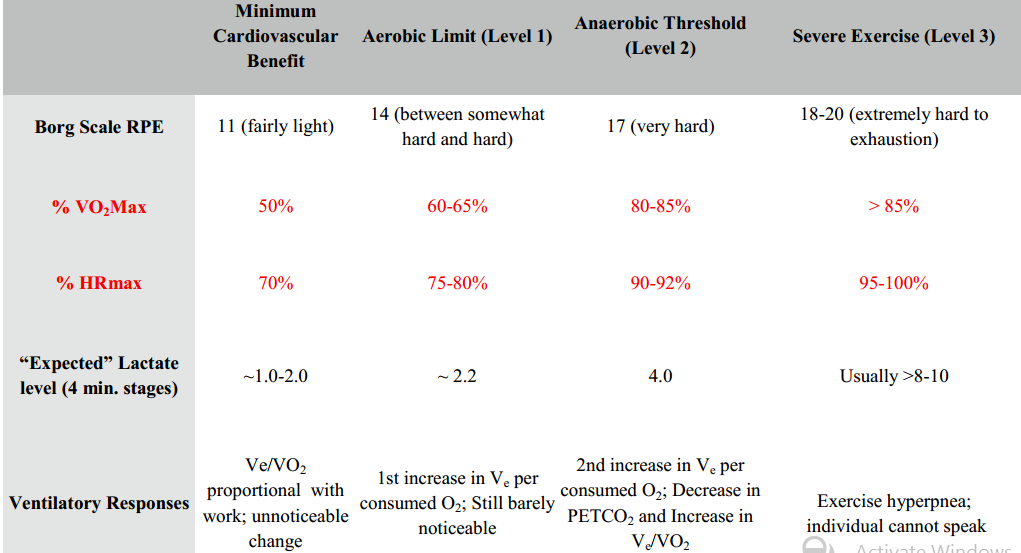 Minimum
Cardiovascular
Benefit
Aerobic Limit (Level 1)
Anaerobic Threshold
(Level 2)
Severe Exercise (Level 3)
Borg Scale RPE
11 (fairly light)
14 (between somewhat
hard and hard)
17 (very hard)
18-20 (extremely hard to
exhaustion)
% VO₂Max
50%
60-65%
80-85%
> 85%
% HRmax
70%
75-80%
90-92%
95-100%
“Expected” Lactate
level (4 min. stages)
~1.0-2.0
~ 2.2
4.0
Usually >8-10
Ventilatory Responses
Ve/VO₂
proportional with
work; unnoticeable
change
1st increase in Vₑ per
consumed O₂; Still barely
noticeable
2nd increase in Vₑ per
consumed O₂; Decrease in
PETCO₂ and Increase in
Vₑ/VO₂
Exercise hyperpnea;
individual cannot speak
Activate Windows